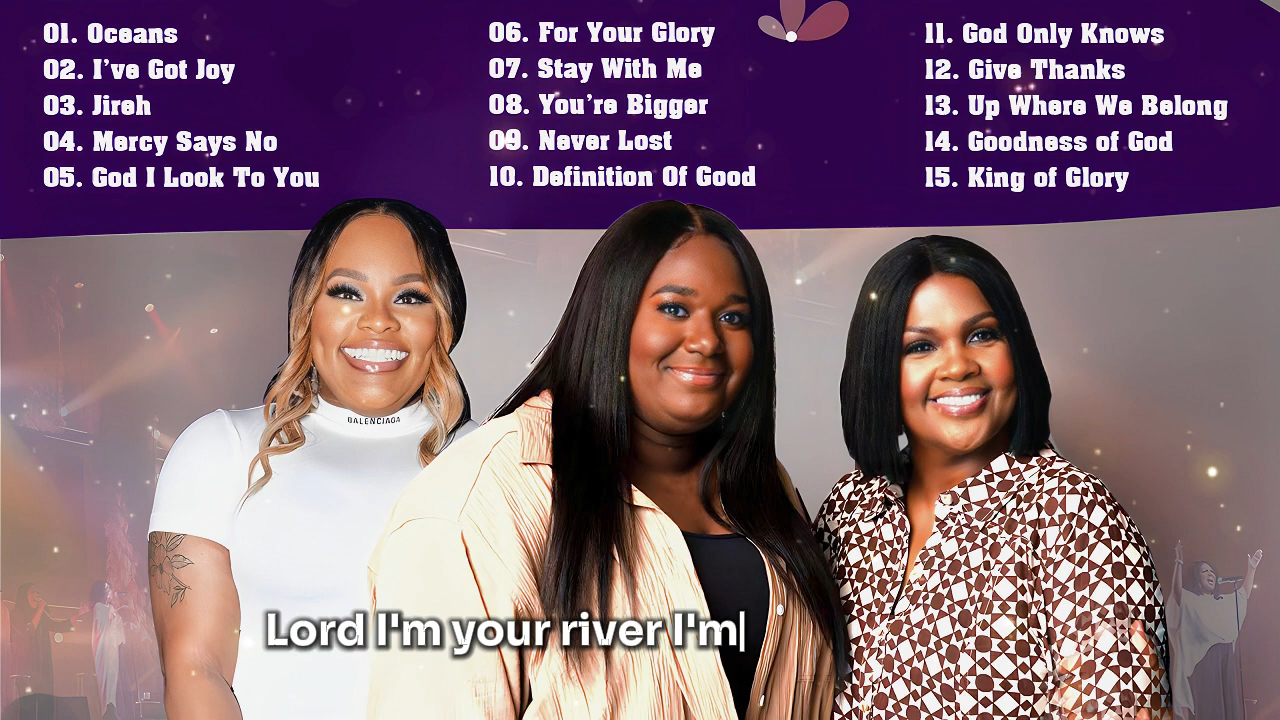 01. Oceans
02. I've Got Joy
03. Jireh
04. Mercy Says No
05. God I Look To You
06. For Your Glory
07. Stay With Me
08. You're Bigger
09. Never Lost
10. Definition Of Good
11. God Only Knows
12. Give Thanks
13. Up Where We Belong
14. Goodness of God
15. King of Glory
BALENCIAGA
Lord I'm your river I'm